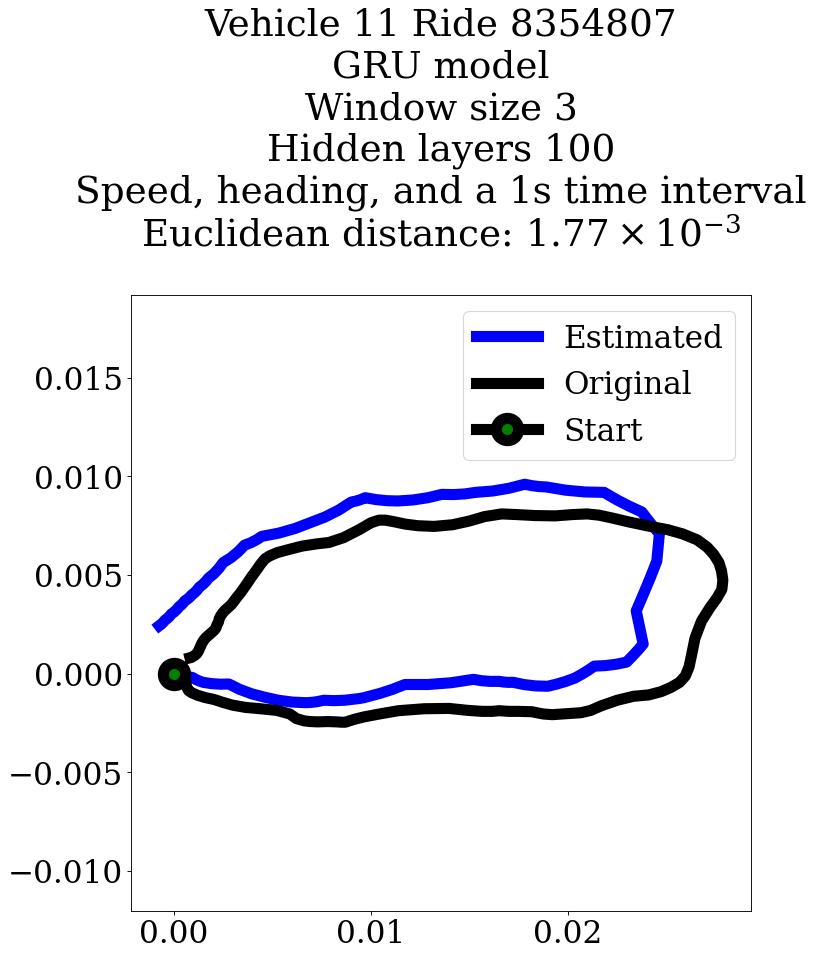 Vehicle 11 Ride 8354807
GRU model
Window size 3
Hidden layers 100
Speed, heading, and a 1s time interval
Euclidean distance: 1.77 × 10⁻³
Estimated
Original
Start
0.015
0.010
0.005
0.000
−0.005
−0.010
0.00
0.01
0.02